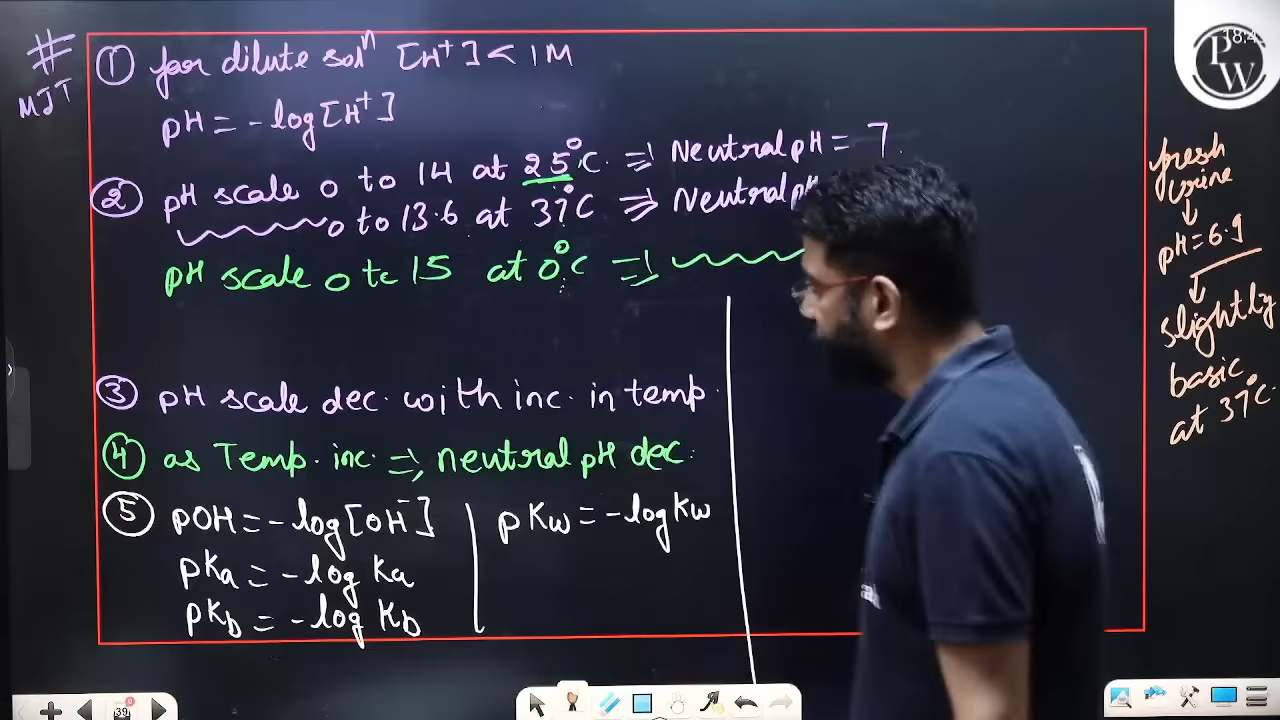 #
MJT
① for dilute solⁿ [H⁺] < 1M
pH = -log[H⁺]
② pH scale 0 to 14 at 25°C ⇒ Neutral pH = 7
0 to 13.6 at 37°C ⇒ Neutral pH
pH scale 0 to 15 at 0°C ⇒
③ pH scale dec. with inc. in temp.
④ as Temp. inc. ⇒ neutral pH dec.
⑤ pOH = -log[OH⁻]
pKa = -log Ka
pKb = -log Kb
pKw = -log Kw
fresh
urine
↓
pH = 6.9
↓
slightly
basic
at 37°C.
PW
18:4
39